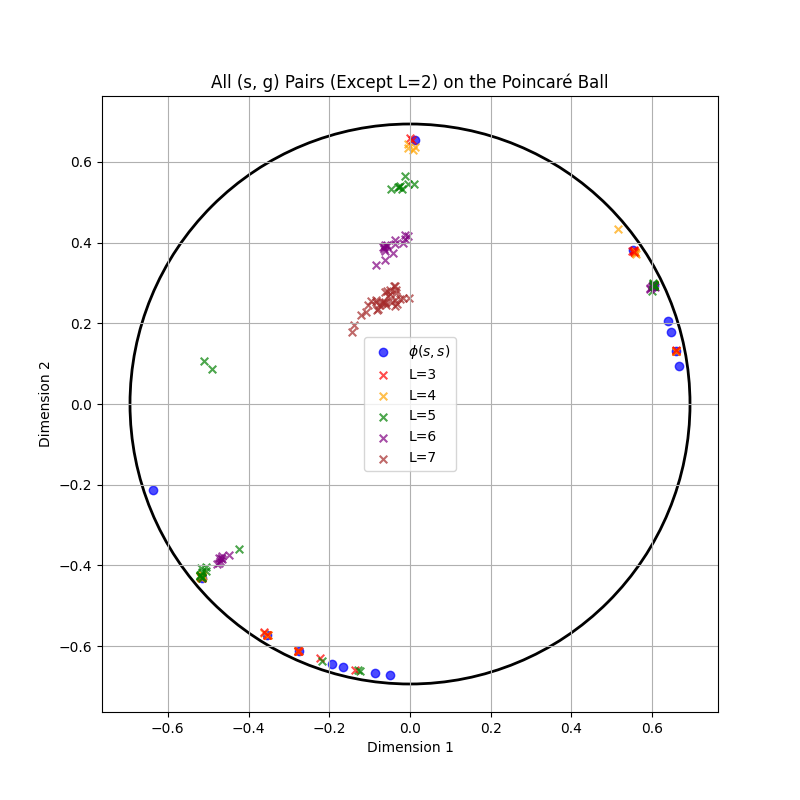 All (s, g) Pairs (Except L=2) on the Poincaré Ball
0.6
0.4
0.2
0.0
−0.2
−0.4
−0.6
Dimension 2
ϕ(s, s)
L=3
L=4
L=5
L=6
L=7
−0.6 −0.4 −0.2 0.0 0.2 0.4 0.6
Dimension 1